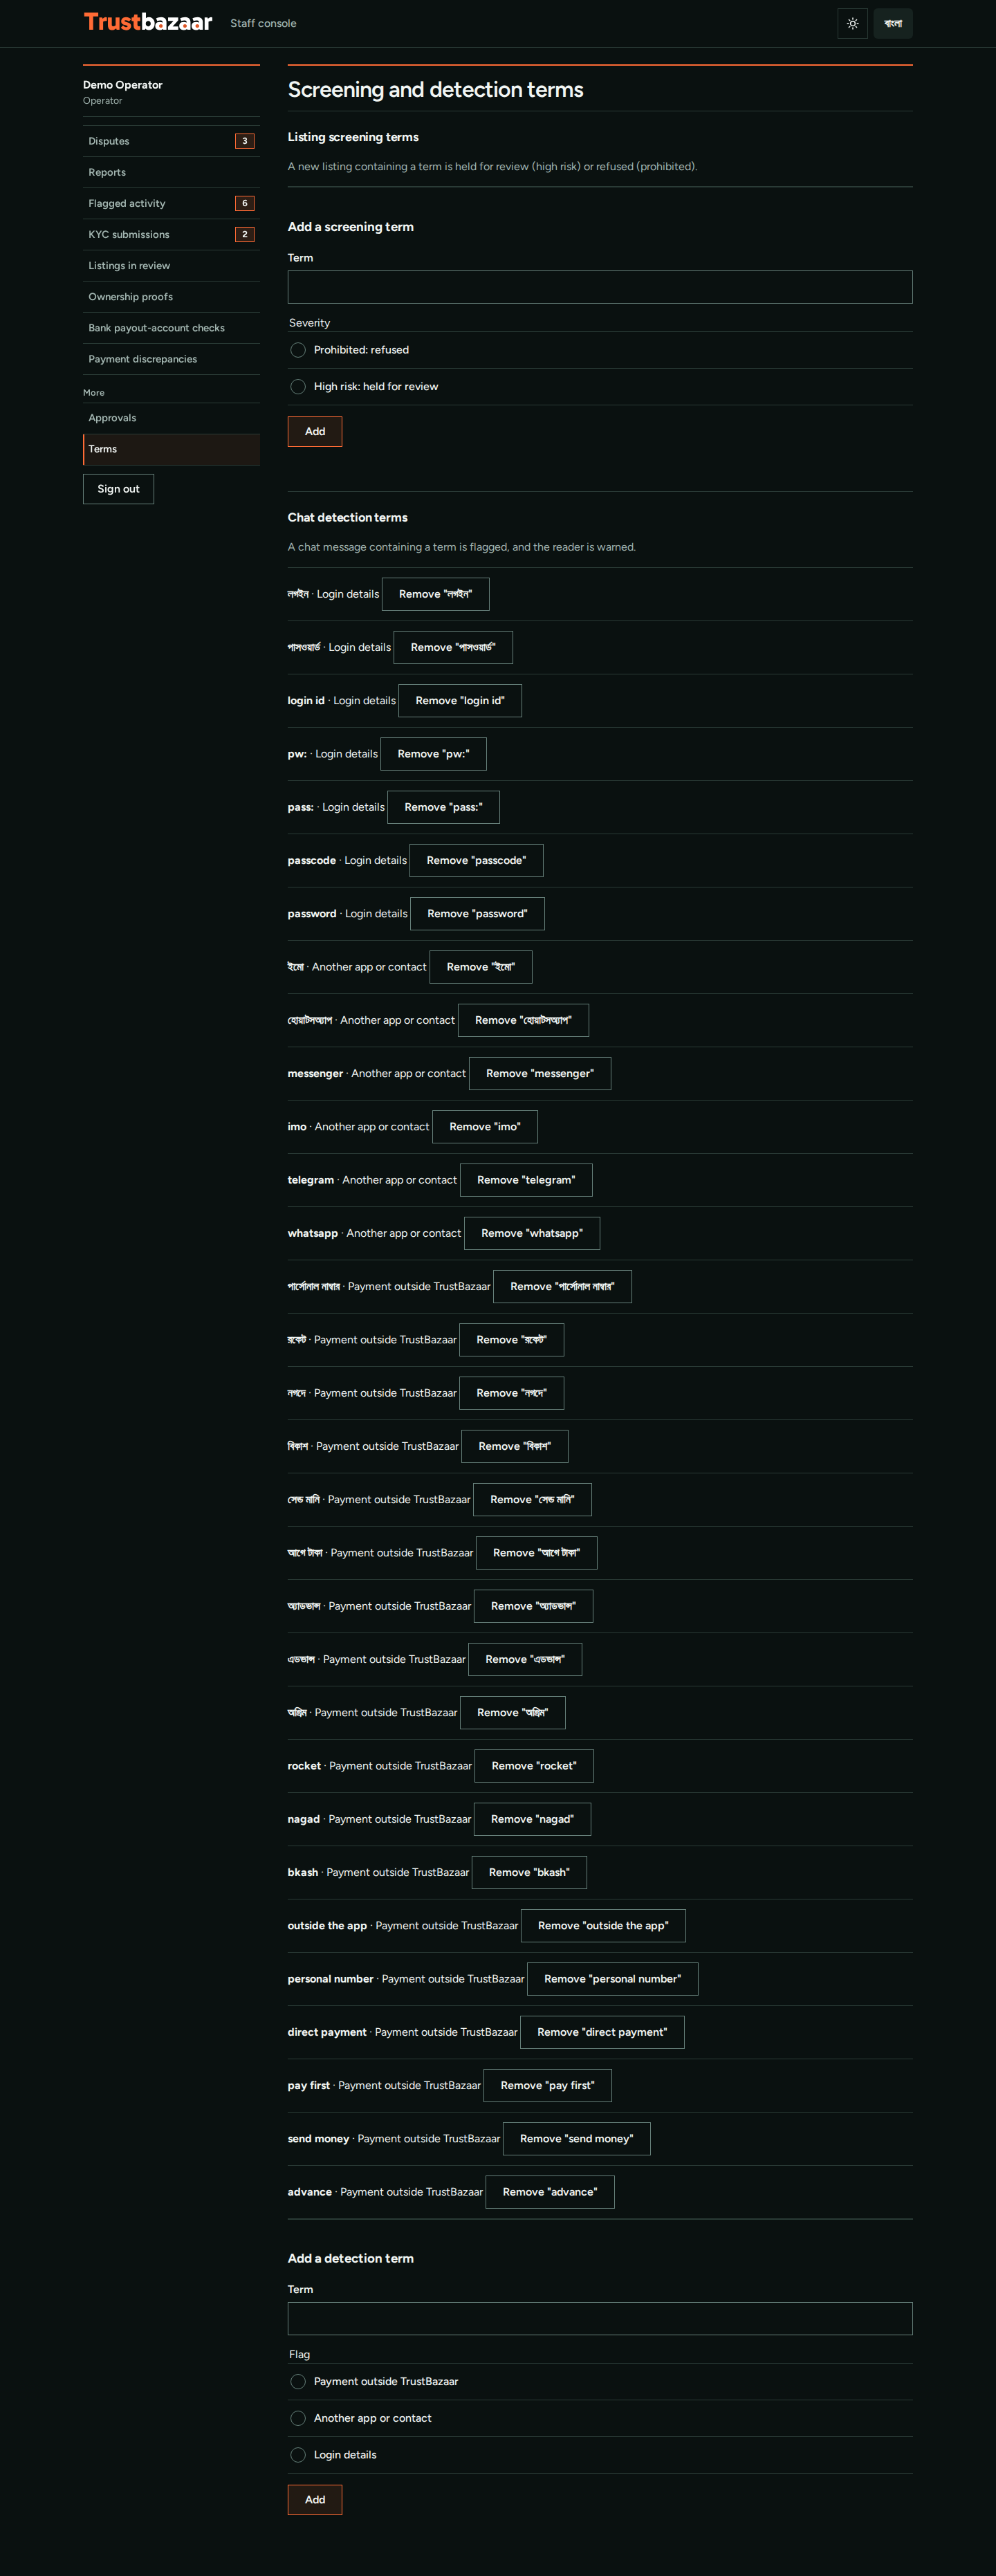 Trustbazaar
Staff console
বাংলা
Demo Operator
Operator
Disputes 3
Reports
Flagged activity 6
KYC submissions 2
Listings in review
Ownership proofs
Bank payout-account checks
Payment discrepancies
More
Approvals
Terms
Sign out
Screening and detection terms
Listing screening terms
A new listing containing a term is held for review (high risk) or refused (prohibited).
Add a screening term
Term
Severity
Prohibited: refused
High risk: held for review
Add
Chat detection terms
A chat message containing a term is flagged, and the reader is warned.
লগইন · Login details Remove "লগইন"
পাসওয়ার্ড · Login details Remove "পাসওয়ার্ড"
login id · Login details Remove "login id"
pw: · Login details Remove "pw:"
pass: · Login details Remove "pass:"
passcode · Login details Remove "passcode"
password · Login details Remove "password"
ইমো · Another app or contact Remove "ইমো"
হোয়াটসঅ্যাপ · Another app or contact Remove "হোয়াটসঅ্যাপ"
messenger · Another app or contact Remove "messenger"
imo · Another app or contact Remove "imo"
telegram · Another app or contact Remove "telegram"
whatsapp · Another app or contact Remove "whatsapp"
পার্সোনাল নাম্বার · Payment outside TrustBazaar Remove "পার্সোনাল নাম্বার"
রকেট · Payment outside TrustBazaar Remove "রকেট"
নগদে · Payment outside TrustBazaar Remove "নগদে"
বিকাশ · Payment outside TrustBazaar Remove "বিকাশ"
সেন্ড মানি · Payment outside TrustBazaar Remove "সেন্ড মানি"
আগে টাকা · Payment outside TrustBazaar Remove "আগে টাকা"
অ্যাডভান্স · Payment outside TrustBazaar Remove "অ্যাডভান্স"
এডভান্স · Payment outside TrustBazaar Remove "এডভান্স"
অগ্রিম · Payment outside TrustBazaar Remove "অগ্রিম"
rocket · Payment outside TrustBazaar Remove "rocket"
nagad · Payment outside TrustBazaar Remove "nagad"
bkash · Payment outside TrustBazaar Remove "bkash"
outside the app · Payment outside TrustBazaar Remove "outside the app"
personal number · Payment outside TrustBazaar Remove "personal number"
direct payment · Payment outside TrustBazaar Remove "direct payment"
pay first · Payment outside TrustBazaar Remove "pay first"
send money · Payment outside TrustBazaar Remove "send money"
advance · Payment outside TrustBazaar Remove "advance"
Add a detection term
Term
Flag
Payment outside TrustBazaar
Another app or contact
Login details
Add